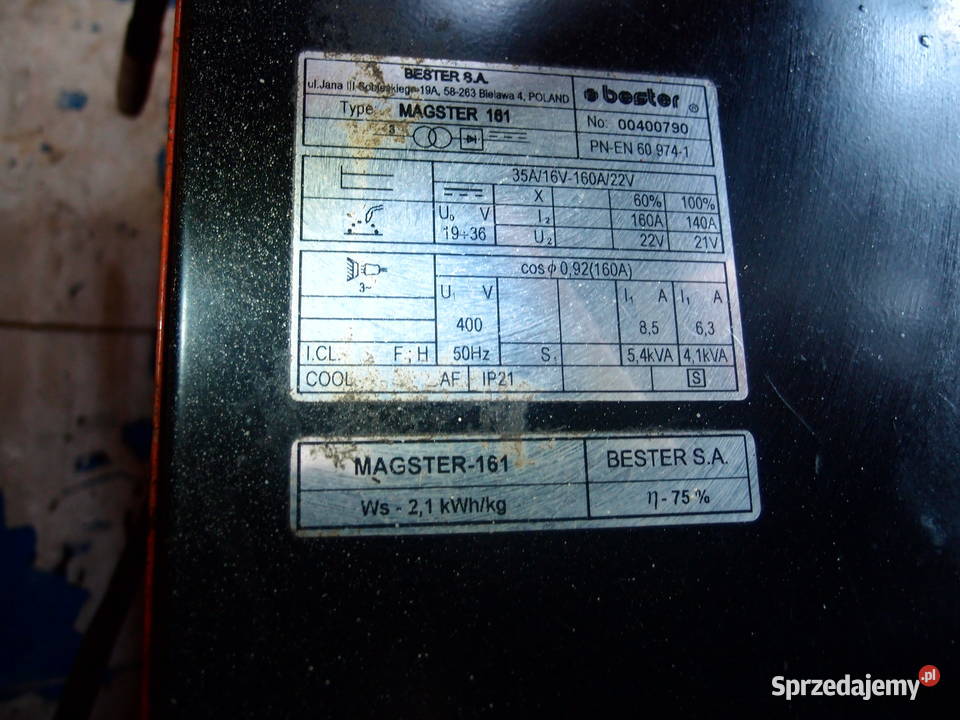 BESTER S.A.
ul.Jana III Sobieskiego 19A, 58-263 Bielawa 4, POLAND
Type: MAGSTER 161
3
bester ®
No: 00400790
PN-EN 60 974-1
35A/16V-160A/22V
X 60% 100%
U₀ V I₂ 160A 140A
19÷36 U₂ 22V 21V
3~
cos φ 0,92(160A)
U₁ V I₁ A I₁ A
400 8,5 6,3
I.CL. F ; H 50Hz S₁ 5,4kVA 4,1kVA
COOL AF IP21 S
MAGSTER-161 BESTER S.A.
Ws - 2,1 kWh/kg η - 75 %
Sprzedajemy.pl